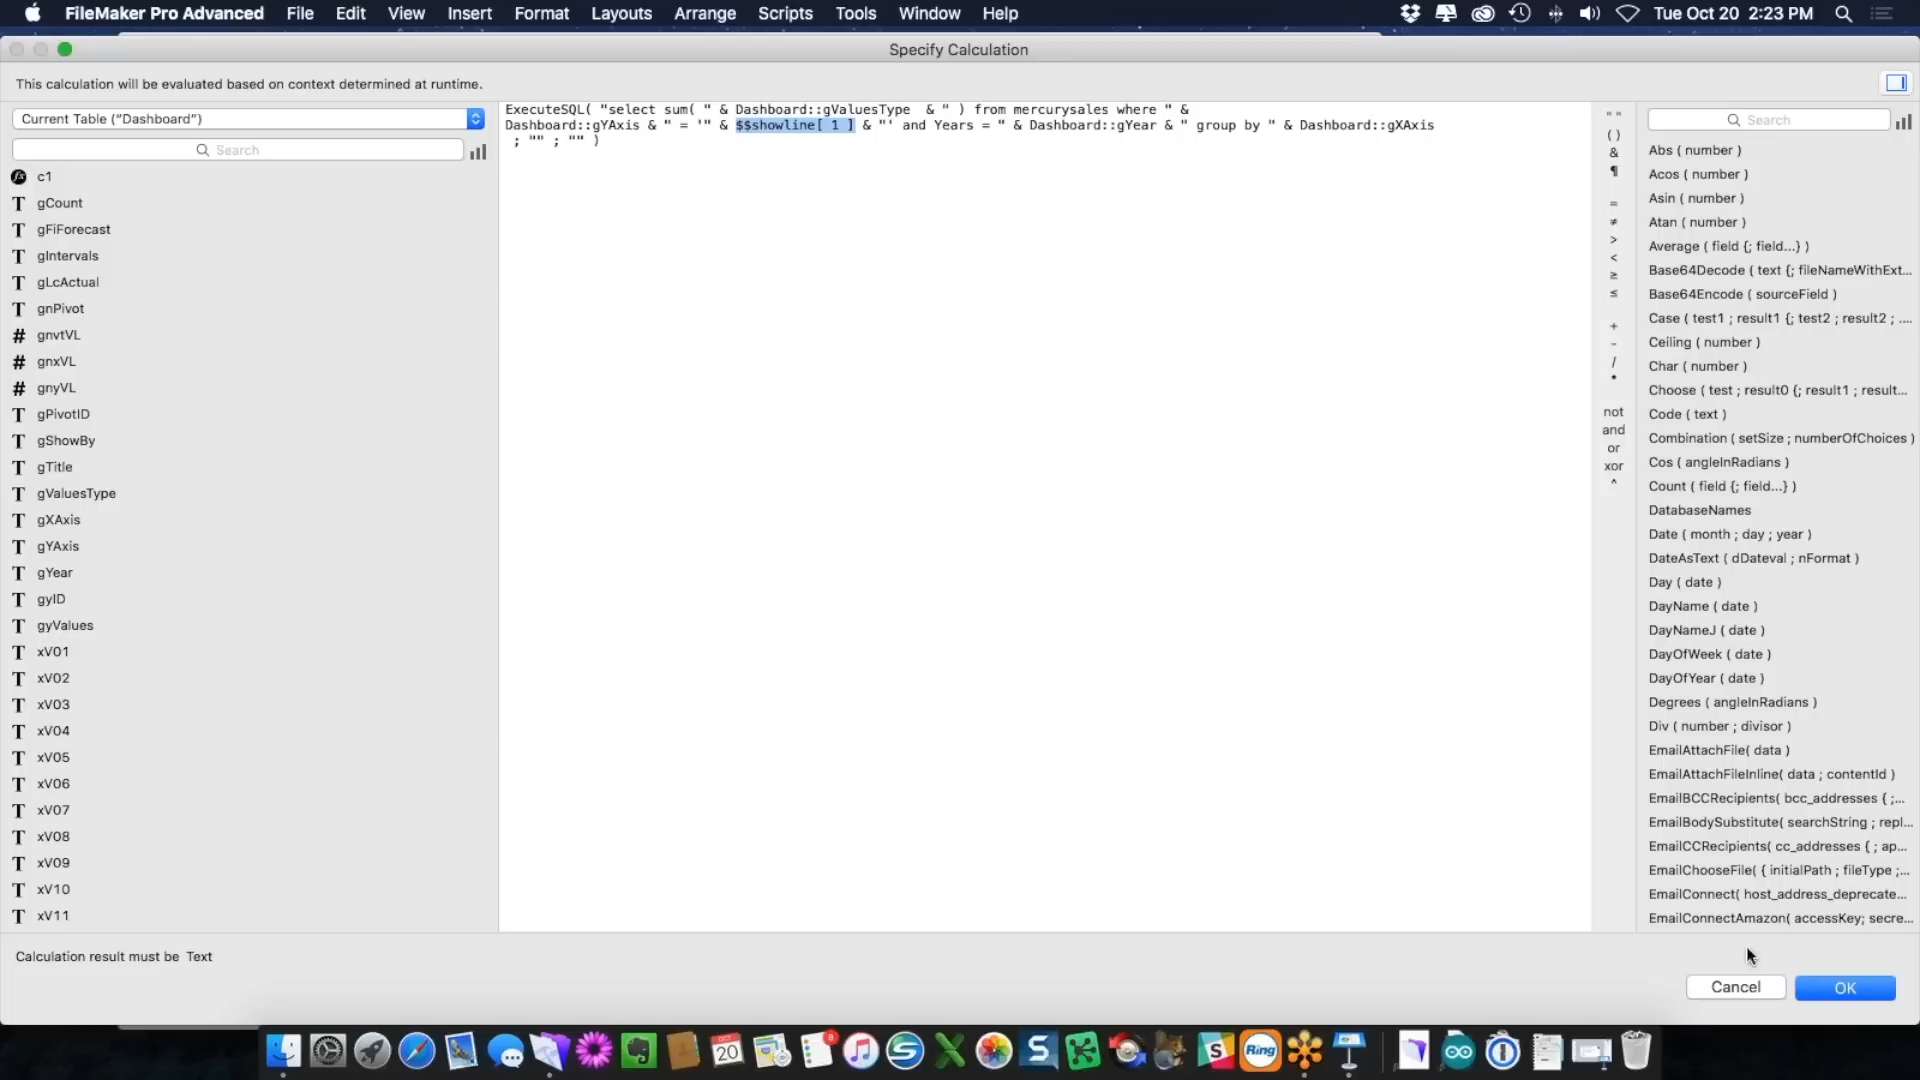 FileMaker Pro Advanced File Edit View Insert Format Layouts Arrange Scripts Tools Window Help Tue Oct 20 2:23 PM
Specify Calculation
This calculation will be evaluated based on context determined at runtime.
Current Table (“Dashboard”)
Search
c1
gCount
gFiForecast
gIntervals
gLcActual
gnPivot
gnvtVL
gnxVL
gnyVL
gPivotID
gShowBy
gTitle
gValuesType
gXAxis
gYAxis
gYear
gyID
gyValues
xV01
xV02
xV03
xV04
xV05
xV06
xV07
xV08
xV09
xV10
xV11
ExecuteSQL( "select sum( " & Dashboard::gValuesType & " ) from mercurysales where " &
Dashboard::gYAxis & " = '" & $$showline[ 1 ] & "' and Years = " & Dashboard::gYear & " group by " & Dashboard::gXAxis
; "" ; "" )
" "
( )
&
¶
=
≠
>
<
≥
≤
+
-
/
*
not
and
or
xor
^
Search
Abs ( number )
Acos ( number )
Asin ( number )
Atan ( number )
Average ( field {; field...} )
Base64Decode ( text {; fileNameWithExt...
Base64Encode ( sourceField )
Case ( test1 ; result1 {; test2 ; result2 ; ....
Ceiling ( number )
Char ( number )
Choose ( test ; result0 {; result1 ; result...
Code ( text )
Combination ( setSize ; numberOfChoices )
Cos ( angleInRadians )
Count ( field {; field...} )
DatabaseNames
Date ( month ; day ; year )
DateAsText ( dDateval ; nFormat )
Day ( date )
DayName ( date )
DayNameJ ( date )
DayOfWeek ( date )
DayOfYear ( date )
Degrees ( angleInRadians )
Div ( number ; divisor )
EmailAttachFile( data )
EmailAttachFileInline( data ; contentId )
EmailBCCRecipients( bcc_addresses { ;...
EmailBodySubstitute( searchString ; repl...
EmailCCRecipients( cc_addresses { ; ap...
EmailChooseFile( { initialPath ; fileType ;...
EmailConnect( host_address_deprecate...
EmailConnectAmazon( accessKey; secre...
Calculation result must be Text
Cancel
OK
OCT
20
8
S
X
S
S
Ring